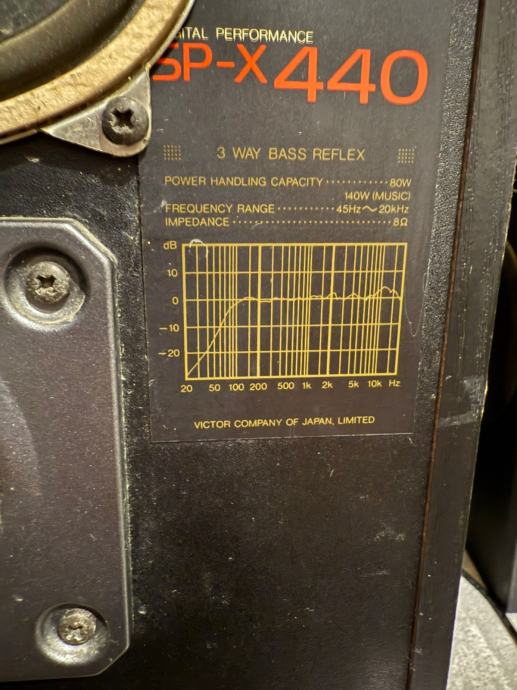 ITAL PERFORMANCE
SP-X440
3 WAY BASS REFLEX
POWER HANDLING CAPACITY ·········· 80W
140W (MUSIC)
FREQUENCY RANGE ·················· 45Hz～20kHz
IMPEDANCE ························· 8Ω
dB
10
0
−10
−20
20 50 100 200 500 1k 2k 5k 10k Hz
VICTOR COMPANY OF JAPAN, LIMITED